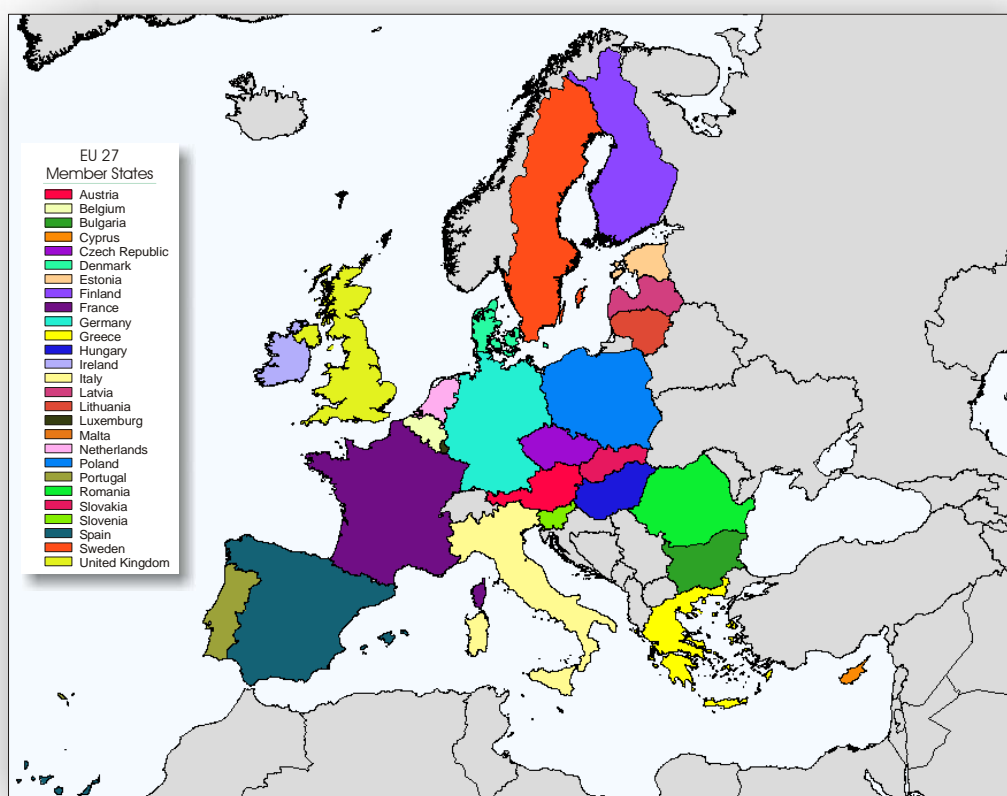 EU 27
Member States
Austria
Belgium
Bulgaria
Cyprus
Czech Republic
Denmark
Estonia
Finland
France
Germany
Greece
Hungary
Ireland
Italy
Latvia
Lithuania
Luxemburg
Malta
Netherlands
Poland
Portugal
Romania
Slovakia
Slovenia
Spain
Sweden
United Kingdom